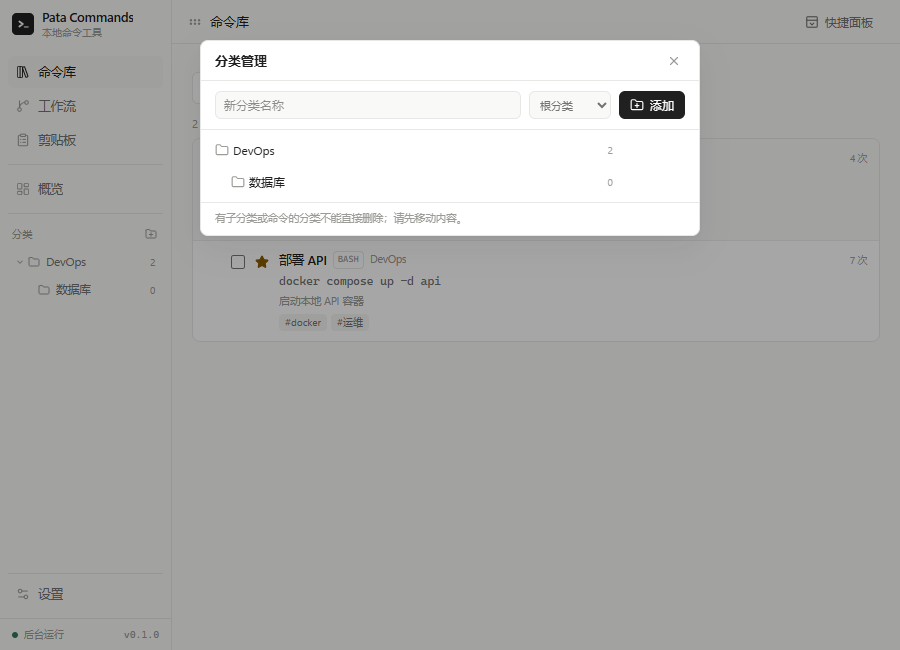 Pata Commands
本地命令工具
命令库
工作流
剪贴板
概览
分类
DevOps 2
数据库 0
设置
后台运行 v0.1.0
命令库
快捷面板
分类管理
新分类名称
根分类
添加
DevOps 2
数据库 0
有子分类或命令的分类不能直接删除；请先移动内容。
2
4 次
部署 API BASH DevOps 7 次
docker compose up -d api
启动本地 API 容器
#docker #运维